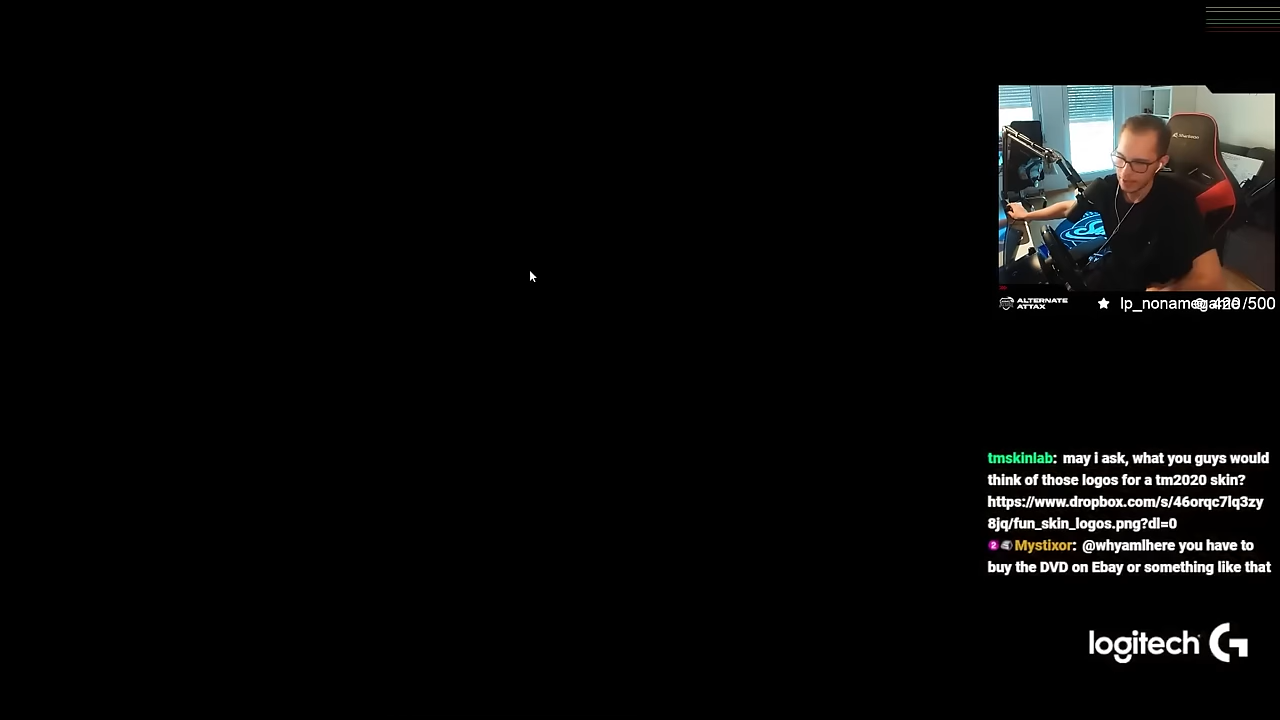 ALTERNATE
ATTAX
/500
tmskinlab: may i ask, what you guys would
think of those logos for a tm2020 skin?
https://www.dropbox.com/s/46orqc7lq3zy
8jq/fun_skin_logos.png?dl=0
Mystixor: @whyamIhere you have to
buy the DVD on Ebay or something like that
logitech G